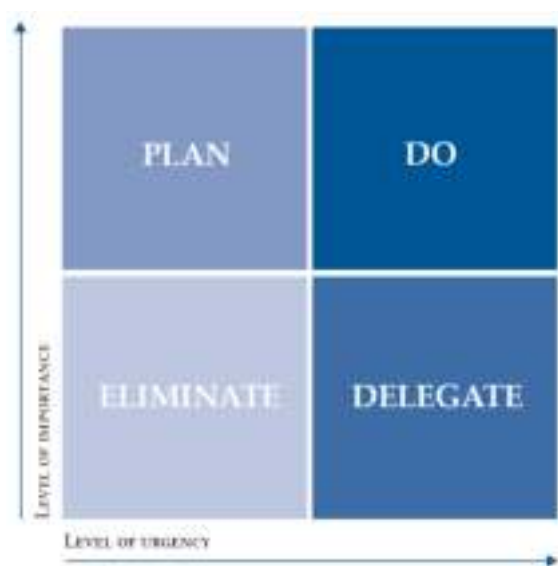 PLAN
DO
ELIMINATE
DELEGATE
LEVEL OF IMPORTANCE
LEVEL OF URGENCY